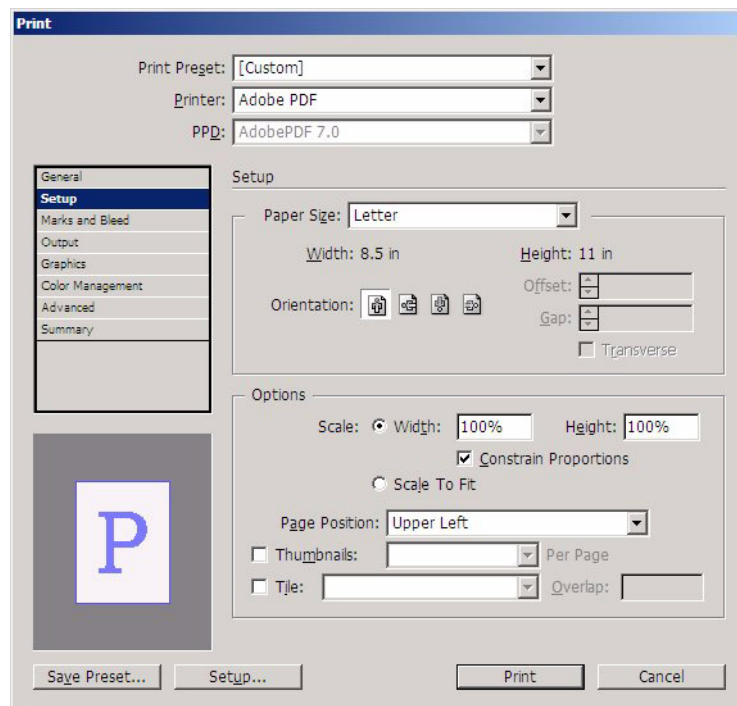 Print
Print Preset: [Custom]
Printer: Adobe PDF
PPD: AdobePDF 7.0
General
Setup
Marks and Bleed
Output
Graphics
Color Management
Advanced
Summary
Setup
Paper Size: Letter
Width: 8.5 in Height: 11 in
Orientation: Offset:
Gap:
Transverse
Options
Scale: Width: 100% Height: 100%
Constrain Proportions
Scale To Fit
Page Position: Upper Left
Thumbnails: Per Page
Tile: Overlap:
P
Save Preset... Setup... Print Cancel